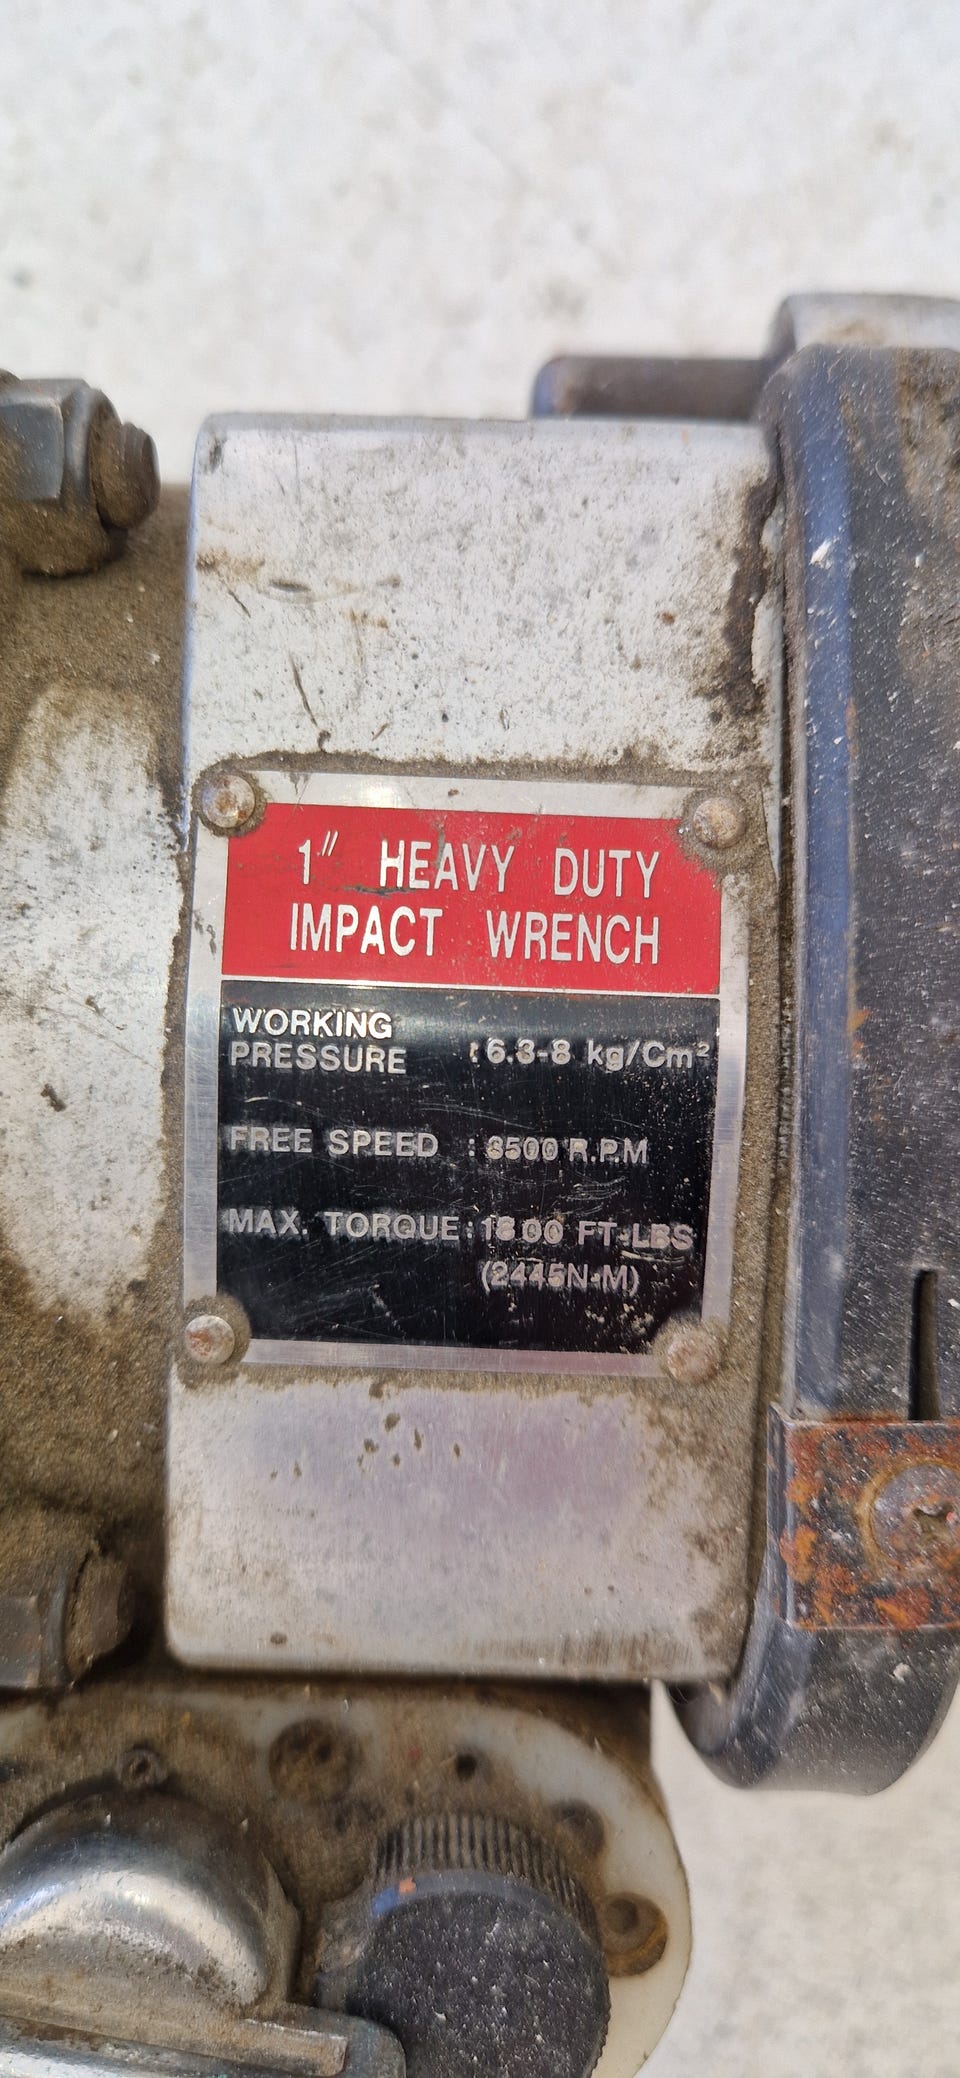 1" HEAVY DUTY
IMPACT WRENCH
WORKING
PRESSURE : 6.3-8 kg/Cm²
FREE SPEED : R.P.M
MAX. TORQUE : 1800 FT-LBS
(2445N-M)